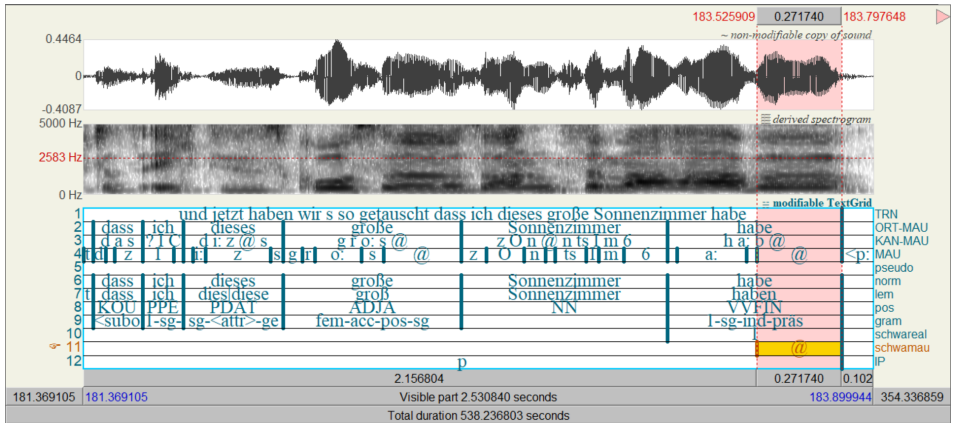 183.525909 0.271740 183.797648
~ non-modifiable copy of sound
0.4464
0
-0.4087
derived spectrogram
5000 Hz
2583 Hz
0 Hz
modifiable TextGrid
1 und jetzt haben wir s so getauscht dass ich dieses große Sonnenzimmer habe TRN
2 dass ich dieses große Sonnenzimmer habe ORT-MAU
3 d a s ? I C d i: z @ s g r o: s @ z O n @ n ts I m 6 h a: b @ KAN-MAU
4 t d z I i: z s g r o: s @ z O n ts I m 6 a: @ <p: MAU
5 pseudo
6 dass ich dieses große Sonnenzimmer habe norm
7 t dass ich dies|diese groß Sonnenzimmer haben lem
8 KOU PPE PDAT ADJA NN VVFIN pos
9 <subo 1-sg- sg-<attr>-ge fem-acc-pos-sg 1-sg-ind-präs gram
10 schwareal
11 @ schwamau
12 p IP
2.156804 0.271740 0.102
181.369105 181.369105 Visible part 2.530840 seconds 183.899944 354.336859
Total duration 538.236803 seconds